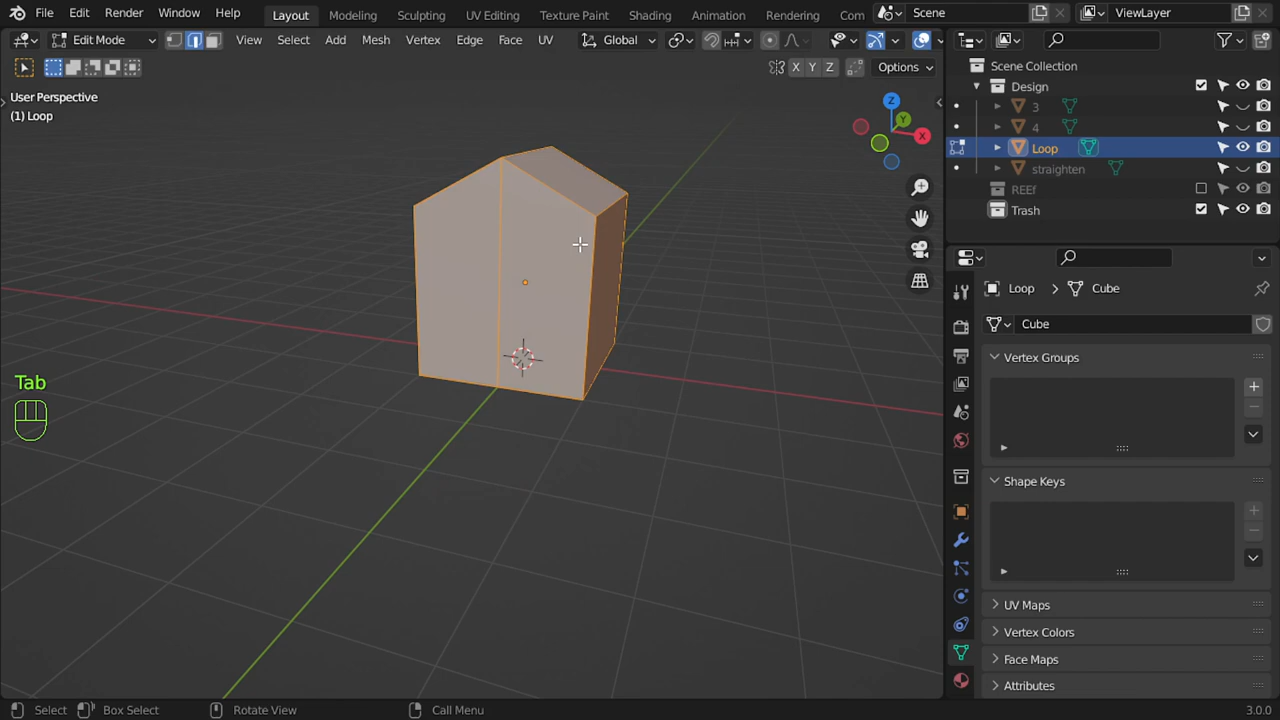 File Edit Render Window Help Layout Modeling Sculpting UV Editing Texture Paint Shading Animation Rendering Com Scene ViewLayer
Edit Mode View Select Add Mesh Vertex Edge Face UV Global
X Y Z Options
User Perspective
(1) Loop
Z
Y
X
Scene Collection
Design
3
4
Loop
straighten
REEf
Trash
Loop > Cube
Cube
Vertex Groups
Shape Keys
UV Maps
Vertex Colors
Face Maps
Attributes
Tab
Select Box Select Rotate View Call Menu 3.0.0